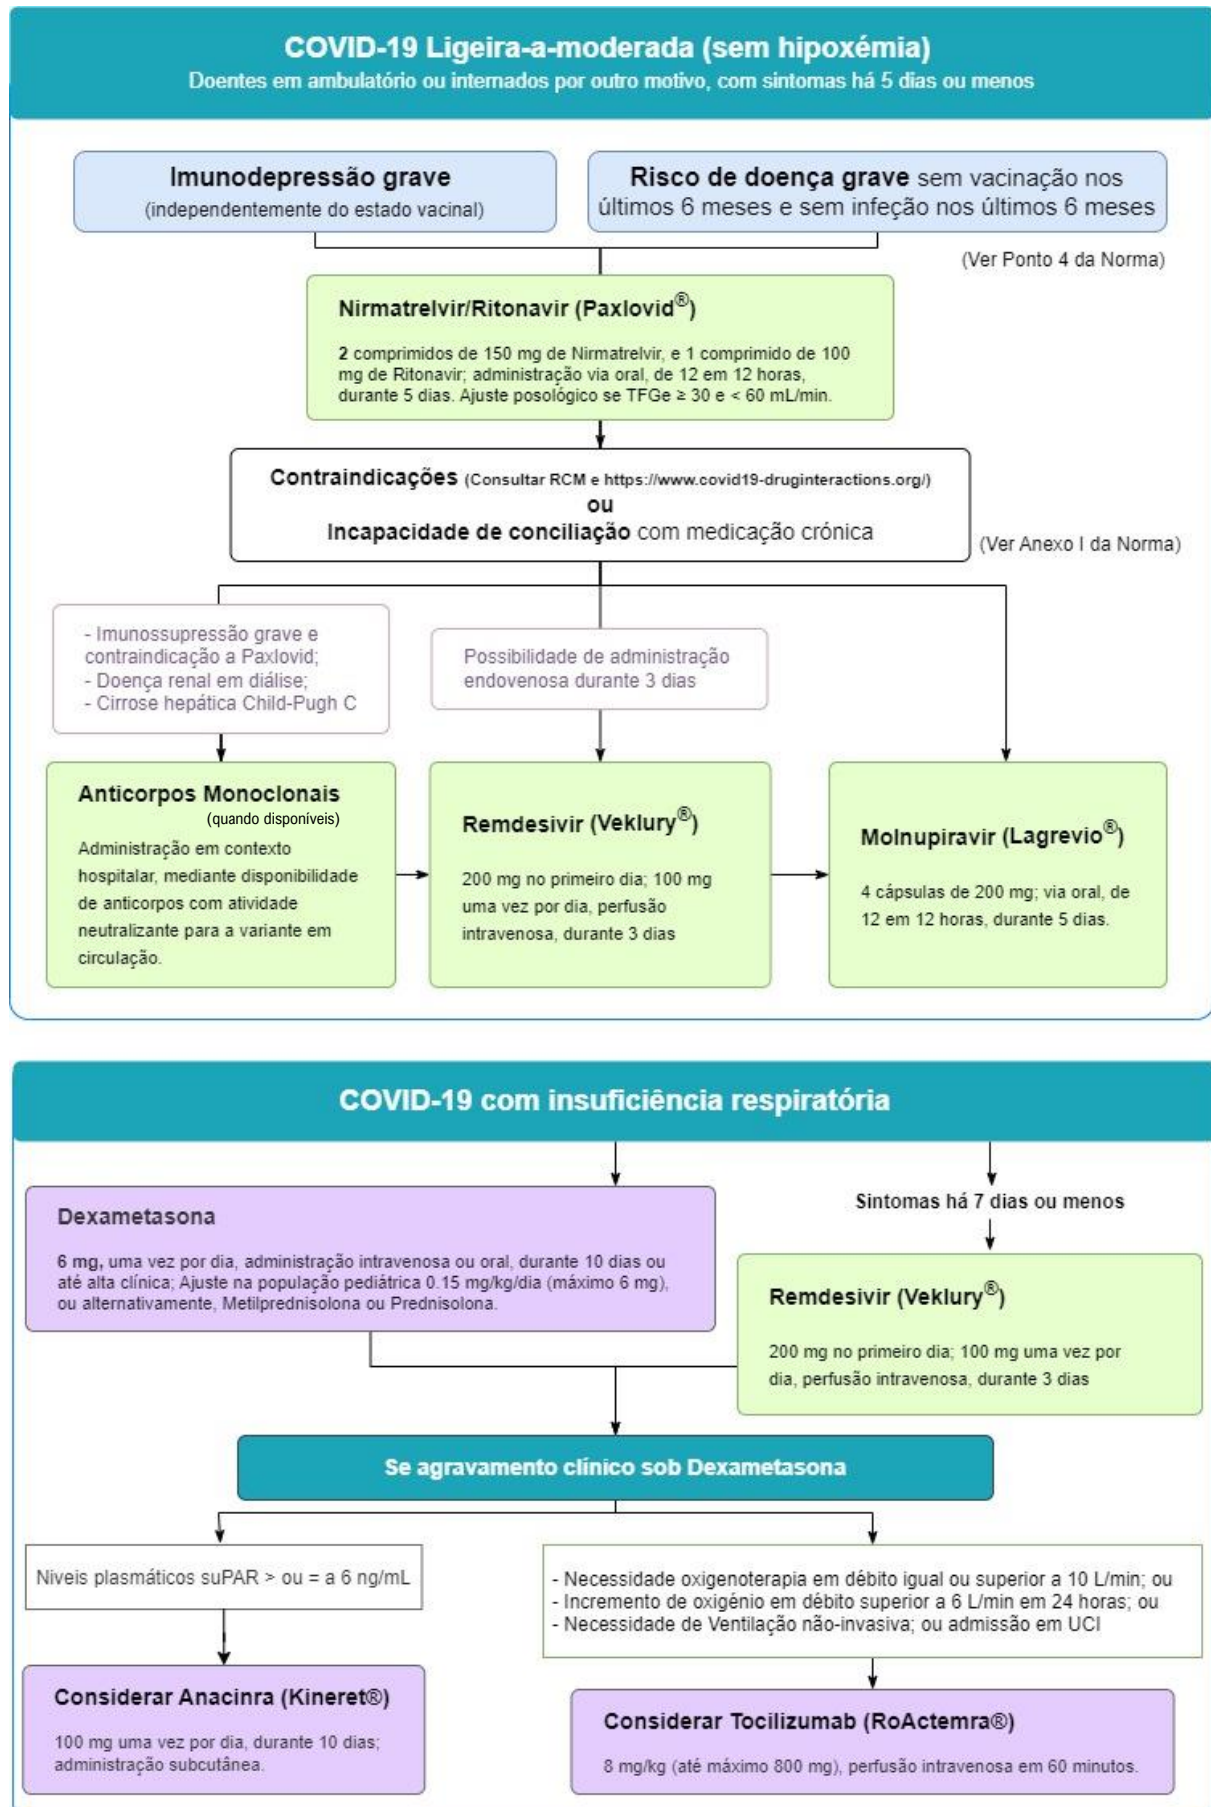 COVID-19 Ligeira-a-moderada (sem hipoxémia)
Doentes em ambulatório ou internados por outro motivo, com sintomas há 5 dias ou menos
Imunodepressão grave
(independentemente do estado vacinal)
Risco de doença grave sem vacinação nos
últimos 6 meses e sem infeção nos últimos 6 meses
(Ver Ponto 4 da Norma)
Nirmatrelvir/Ritonavir (Paxlovid®)
2 comprimidos de 150 mg de Nirmatrelvir, e 1 comprimido de 100
mg de Ritonavir; administração via oral, de 12 em 12 horas,
durante 5 dias. Ajuste posológico se TFGe ≥ 30 e < 60 mL/min.
Contraindicações (Consultar RCM e https://www.covid19-druginteractions.org/)
ou
Incapacidade de conciliação com medicação crónica
(Ver Anexo I da Norma)
- Imunossupressão grave e
contraindicação a Paxlovid;
- Doença renal em diálise;
- Cirrose hepática Child-Pugh C
Possibilidade de administração
endovenosa durante 3 dias
Anticorpos Monoclonais
(quando disponíveis)
Administração em contexto
hospitalar, mediante disponibilidade
de anticorpos com atividade
neutralizante para a variante em
circulação.
Remdesivir (Veklury®)
200 mg no primeiro dia; 100 mg
uma vez por dia, perfusão
intravenosa, durante 3 dias
Molnupiravir (Lagrevio®)
4 cápsulas de 200 mg; via oral, de
12 em 12 horas, durante 5 dias.
COVID-19 com insuficiência respiratória
Dexametasona
6 mg, uma vez por dia, administração intravenosa ou oral, durante 10 dias ou
até alta clínica; Ajuste na população pediátrica 0.15 mg/kg/dia (máximo 6 mg),
ou alternativamente, Metilprednisolona ou Prednisolona.
Sintomas há 7 dias ou menos
Remdesivir (Veklury®)
200 mg no primeiro dia; 100 mg uma vez por
dia, perfusão intravenosa, durante 3 dias
Se agravamento clínico sob Dexametasona
Niveis plasmáticos suPAR > ou = a 6 ng/mL
- Necessidade oxigenoterapia em débito igual ou superior a 10 L/min; ou
- Incremento de oxigénio em débito superior a 6 L/min em 24 horas; ou
- Necessidade de Ventilação não-invasiva; ou admissão em UCI
Considerar Anacinra (Kineret®)
100 mg uma vez por dia, durante 10 dias;
administração subcutânea.
Considerar Tocilizumab (RoActemra®)
8 mg/kg (até máximo 800 mg), perfusão intravenosa em 60 minutos.